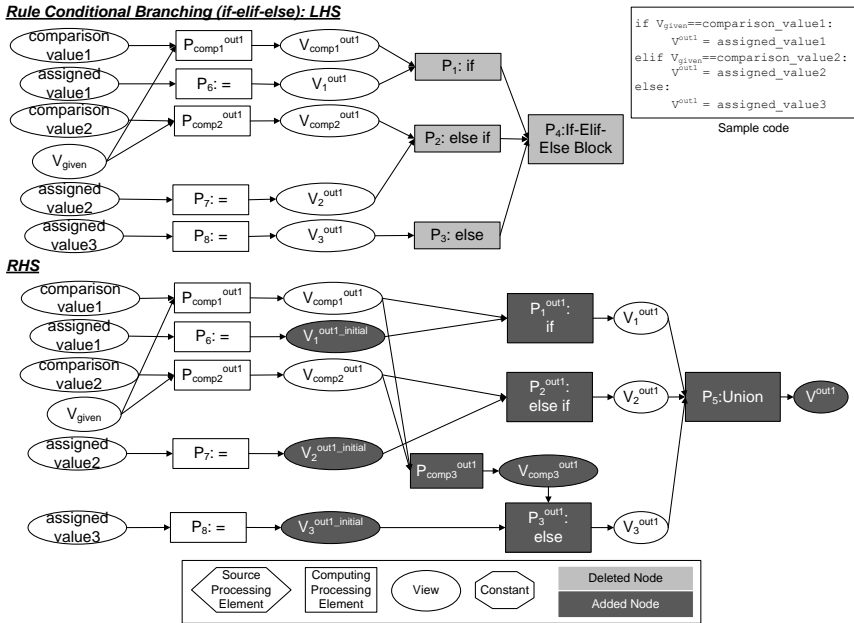 Rule Conditional Branching (if-elif-else): LHS
comparison value1
P_comp1^out1
V_comp1^out1
assigned value1
P6: =
V1^out1
P1: if
comparison value2
P_comp2^out1
V_comp2^out1
P2: else if
P4:If-Elif-
Else Block
V_given
assigned value2
P7: =
V2^out1
assigned value3
P8: =
V3^out1
P3: else
if V_given==comparison_value1:
V^out1 = assigned_value1
elif V_given==comparison_value2:
V^out1 = assigned_value2
else:
V^out1 = assigned_value3
Sample code
RHS
comparison value1
P_comp1^out1
V_comp1^out1
assigned value1
P6: =
V1^out1_initial
P1^out1:
if
V1^out1
comparison value2
P_comp2^out1
V_comp2^out1
P2^out1:
else if
V2^out1
P5:Union
V^out1
V_given
assigned value2
P7: =
V2^out1_initial
P_comp3^out1
V_comp3^out1
assigned value3
P8: =
V3^out1_initial
P3^out1:
else
V3^out1
Source
Processing
Element
Computing
Processing
Element
View
Constant
Deleted Node
Added Node